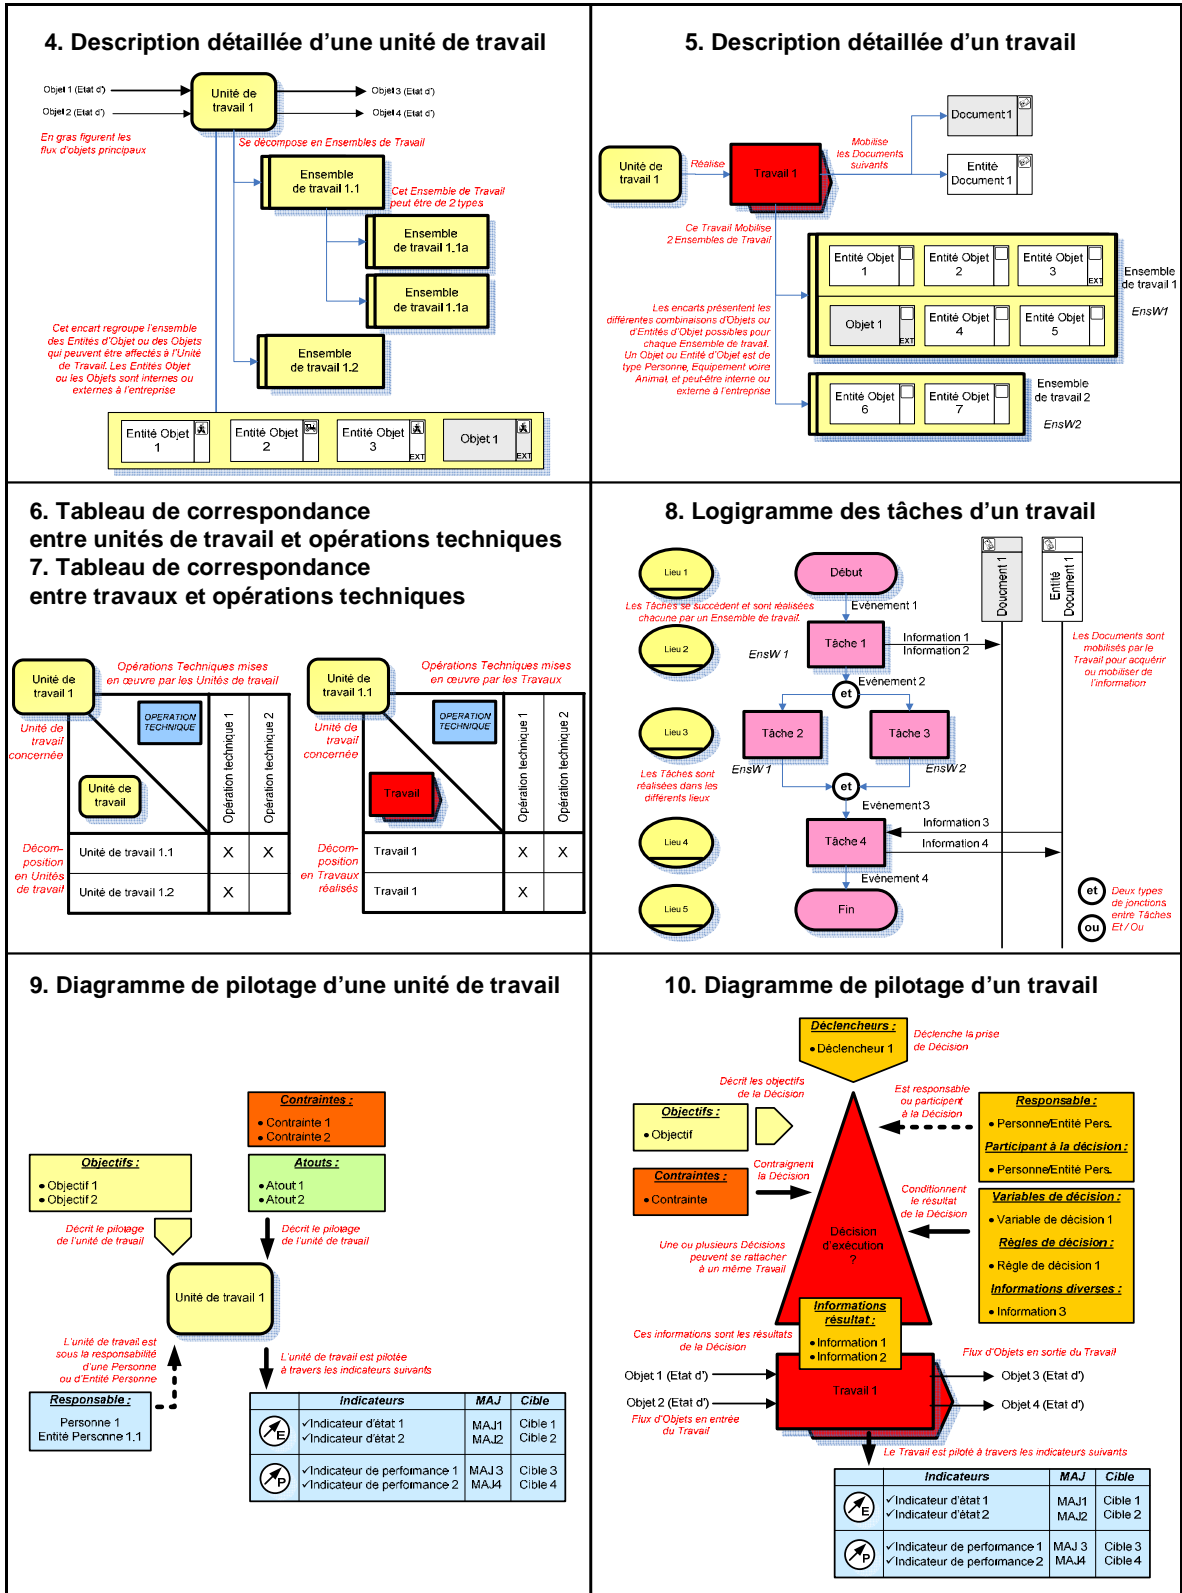 4. Description détaillée d'une unité de travail
Objet 1 (Etat d')
Objet 2 (Etat d')
Unité de
travail 1
Objet 3 (Etat d')
Objet 4 (Etat d')
En gras figurent les
flux d'objets principaux
Se décompose en Ensembles de Travail
Ensemble
de travail 1.1
Cet Ensemble de Travail
peut être de 2 types
Ensemble
de travail 1.1a
Ensemble
de travail 1.1a
Cet encart regroupe l'ensemble
des Entités d'Objet ou des Objets
qui peuvent être affectés à l'Unité
de Travail. Les Entités Objet
ou les Objets sont internes ou
externes à l'entreprise
Ensemble
de travail 1.2
Entité Objet
1
Entité Objet
2
Entité Objet
3
EXT
Objet 1
EXT
5. Description détaillée d'un travail
Unité de
travail 1
Réalise
Travail 1
Mobilise
les Documents
suivants
Document 1
Entité
Document 1
Ce Travail Mobilise
2 Ensembles de Travail
Entité Objet
1
Entité Objet
2
Entité Objet
3
EXT
Objet 1
EXT
Entité Objet
4
Entité Objet
5
Ensemble
de travail 1
EnsW1
Les encarts présentent les
différentes combinaisons d'Objets ou
d'Entités d'Objet possibles pour
chaque Ensemble de travail.
Un Objet ou Entité d'Objet est de
type Personne, Equipement voire
Animal, et peut-être interne ou
externe à l'entreprise
Entité Objet
6
Entité Objet
7
Ensemble
de travail 2
EnsW2
6. Tableau de correspondance
entre unités de travail et opérations techniques
7. Tableau de correspondance
entre travaux et opérations techniques
Unité de
travail 1
Opérations Techniques mises
en œuvre par les Unités de travail
OPERATION
TECHNIQUE
Opération technique 1
Opération technique 2
Unité de
travail
concernée
Unité de
travail
Décom-
position
en Unités
de travail
Unité de travail 1.1 X X
Unité de travail 1.2 X
Unité de
travail 1.1
Opérations Techniques mises
en œuvre par les Travaux
OPERATION
TECHNIQUE
Opération technique 1
Opération technique 2
Unité de
travail
concernée
Travail
Décom-
position
en Travaux
réalisés
Travail 1 X X
Travail 1 X
8. Logigramme des tâches d'un travail
Lieu 1
Début
Doucment 1
Entité
Document 1
Evénement 1
Les Tâches se succèdent et sont réalisées
chacune par un Ensemble de travail.
Lieu 2
EnsW 1
Tâche 1
Information 1
Information 2
Les Documents sont
mobilisés par le
Travail pour acquérir
ou mobiliser de
l'information
et
Evénement 2
Lieu 3
Tâche 2
Tâche 3
EnsW 1
EnsW 2
Les Tâches sont
réalisées dans les
différents lieux
et
Evénement 3
Lieu 4
Tâche 4
Information 3
Information 4
Evénement 4
Lieu 5
Fin
et
ou
Deux types
de jonctions
entre Tâches
Et / Ou
9. Diagramme de pilotage d'une unité de travail
Contraintes :
• Contrainte 1
• Contrainte 2
Objectifs :
• Objectif 1
• Objectif 2
Atouts :
• Atout 1
• Atout 2
Décrit le pilotage
de l'unité de travail
Décrit le pilotage
de l'unité de travail
Unité de travail 1
L'unité de travail est
sous la responsabilité
d'une Personne
ou d'Entité Personne
L'unité de travail est pilotée
à travers les indicateurs suivants
Responsable :
Personne 1
Entité Personne 1.1
Indicateurs MAJ Cible
E
✓Indicateur d'état 1 MAJ1 Cible 1
✓Indicateur d'état 2 MAJ2 Cible 2
P
✓Indicateur de performance 1 MAJ 3 Cible 3
✓Indicateur de performance 2 MAJ4 Cible 4
10. Diagramme de pilotage d'un travail
Déclencheurs :
• Déclencheur 1
Déclenche la prise
de Décision
Décrit les objectifs
de la Décision
Objectifs :
• Objectif
Est responsable
ou participent
à la Décision
Responsable :
• Personne/Entité Pers.
Participant à la décision :
• Personne/Entité Pers.
Contraintes :
• Contrainte
Contraignent
la Décision
Conditionnent
le résultat
de la Décision
Variables de décision :
• Variable de décision 1
Règles de décision :
• Règle de décision 1
Informations diverses :
• Information 3
Décision
d'exécution
?
Une ou plusieurs Décisions
peuvent se rattacher
à un même Travail
Informations
résultat :
• Information 1
• Information 2
Ces informations sont les résultats
de la Décision
Flux d'Objets en sortie du Travail
Objet 1 (Etat d')
Objet 2 (Etat d')
Travail 1
Objet 3 (Etat d')
Objet 4 (Etat d')
Flux d'Objets en entrée
du Travail
Le Travail est piloté à travers les indicateurs suivants
Indicateurs MAJ Cible
E
✓Indicateur d'état 1 MAJ1 Cible 1
✓Indicateur d'état 2 MAJ2 Cible 2
P
✓Indicateur de performance 1 MAJ 3 Cible 3
✓Indicateur de performance 2 MAJ4 Cible 4